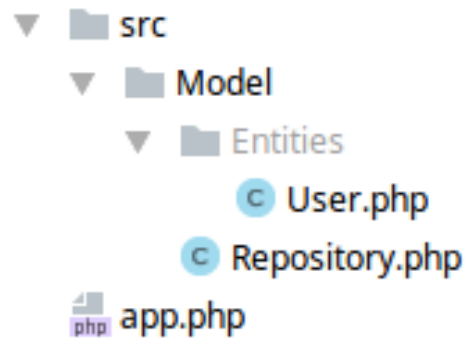 src
Model
Entities
C User.php
C Repository.php
php app.php